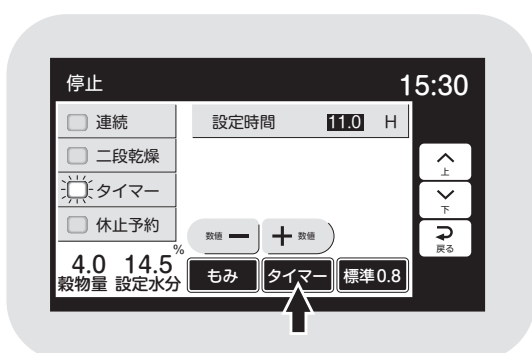 停止 15:30
連続
二段乾燥
タイマー
休止予約
設定時間 11.0 H
上
下
戻る
数値 − + 数値
4.0 14.5%
穀物量 設定水分
もみ タイマー 標準0.8